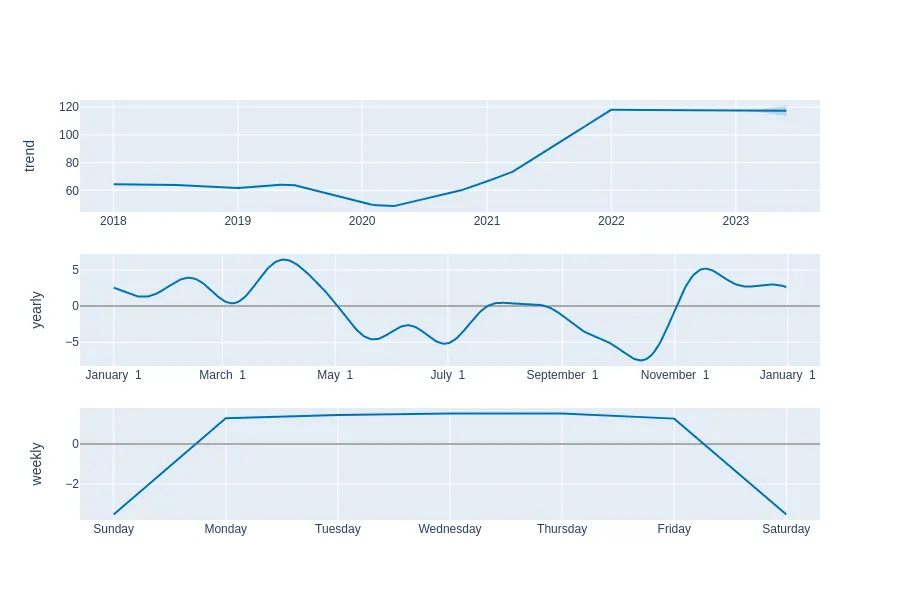 trend
120
100
80
60
2018 2019 2020 2021 2022 2023
yearly
5
0
−5
January 1 March 1 May 1 July 1 September 1 November 1 January 1
weekly
0
−2
Sunday Monday Tuesday Wednesday Thursday Friday Saturday